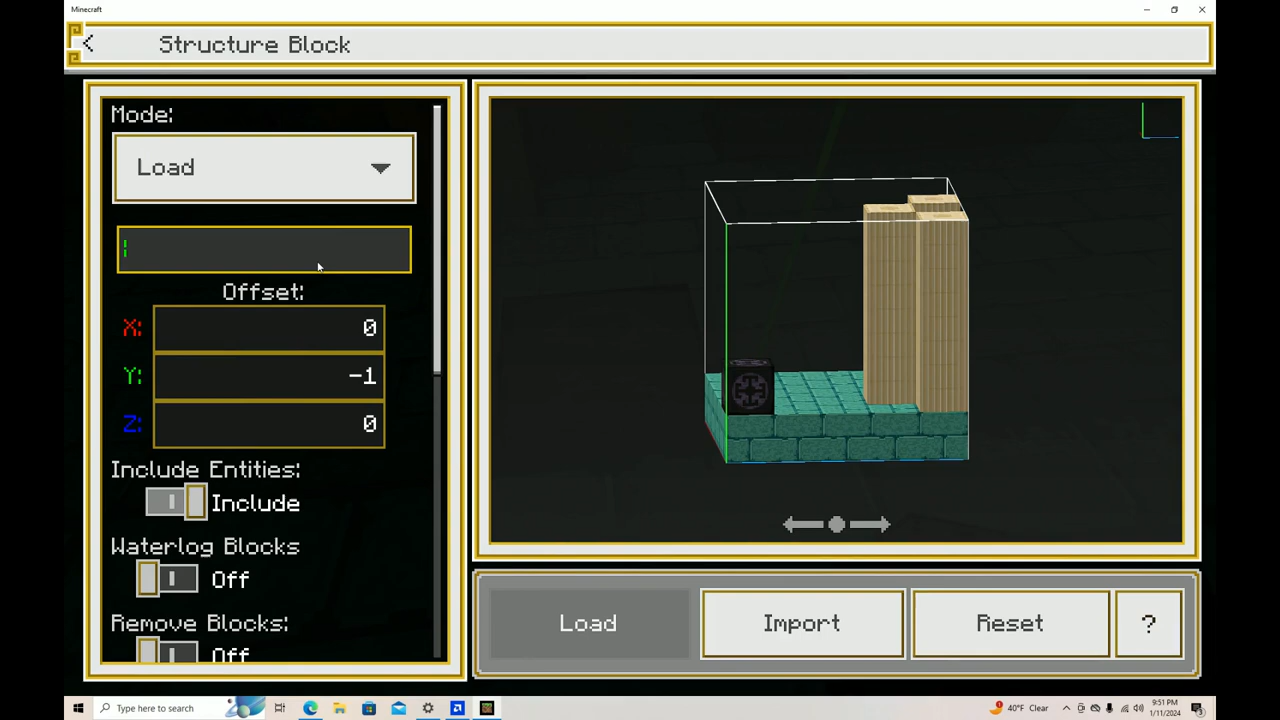 Minecraft
Structure Block
Mode:
Load
Offset:
X: 0
Y: -1
Z: 0
Include Entities:
Include
Waterlog Blocks
Off
Remove Blocks:
Off
Load
Import
Reset
?
Type here to search
40°F Clear
9:51 PM
1/11/2024
3